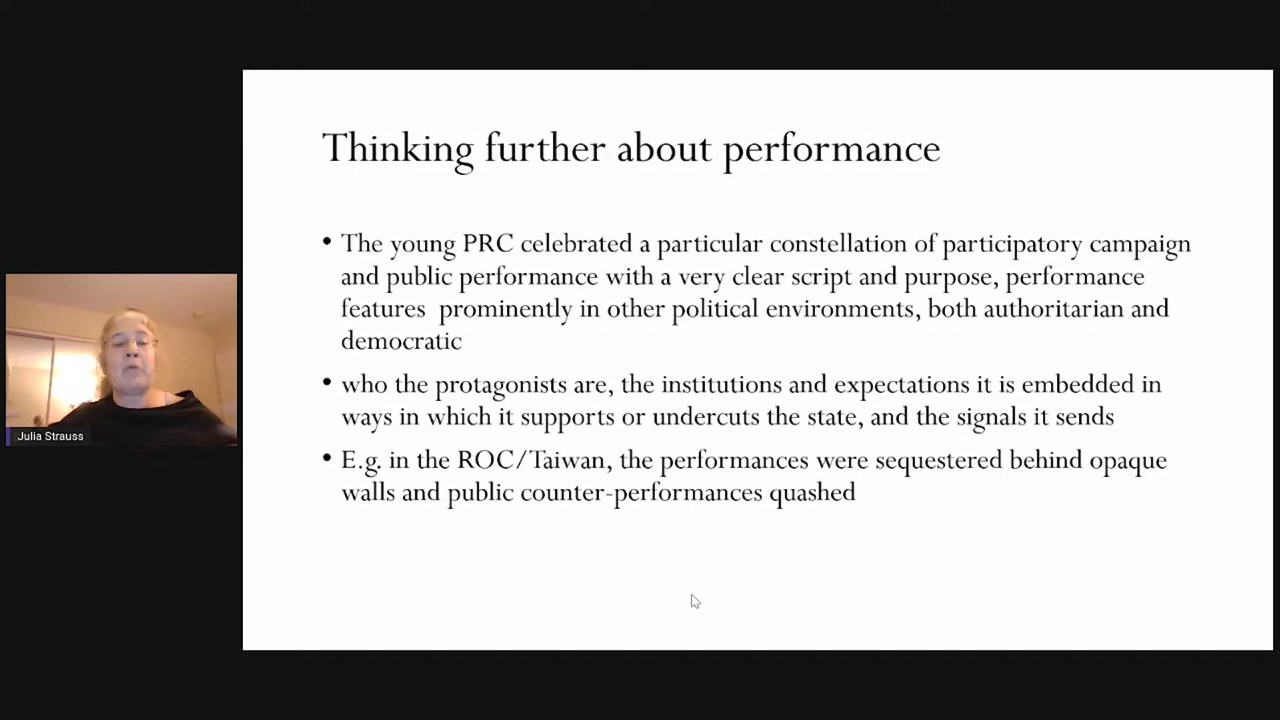 Thinking further about performance
• The young PRC celebrated a particular constellation of participatory campaign
and public performance with a very clear script and purpose, performance
features  prominently in other political environments, both authoritarian and
democratic
• who the protagonists are, the institutions and expectations it is embedded in
ways in which it supports or undercuts the state, and the signals it sends
• E.g. in the ROC/Taiwan, the performances were sequestered behind opaque
walls and public counter-performances quashed
Julia Strauss